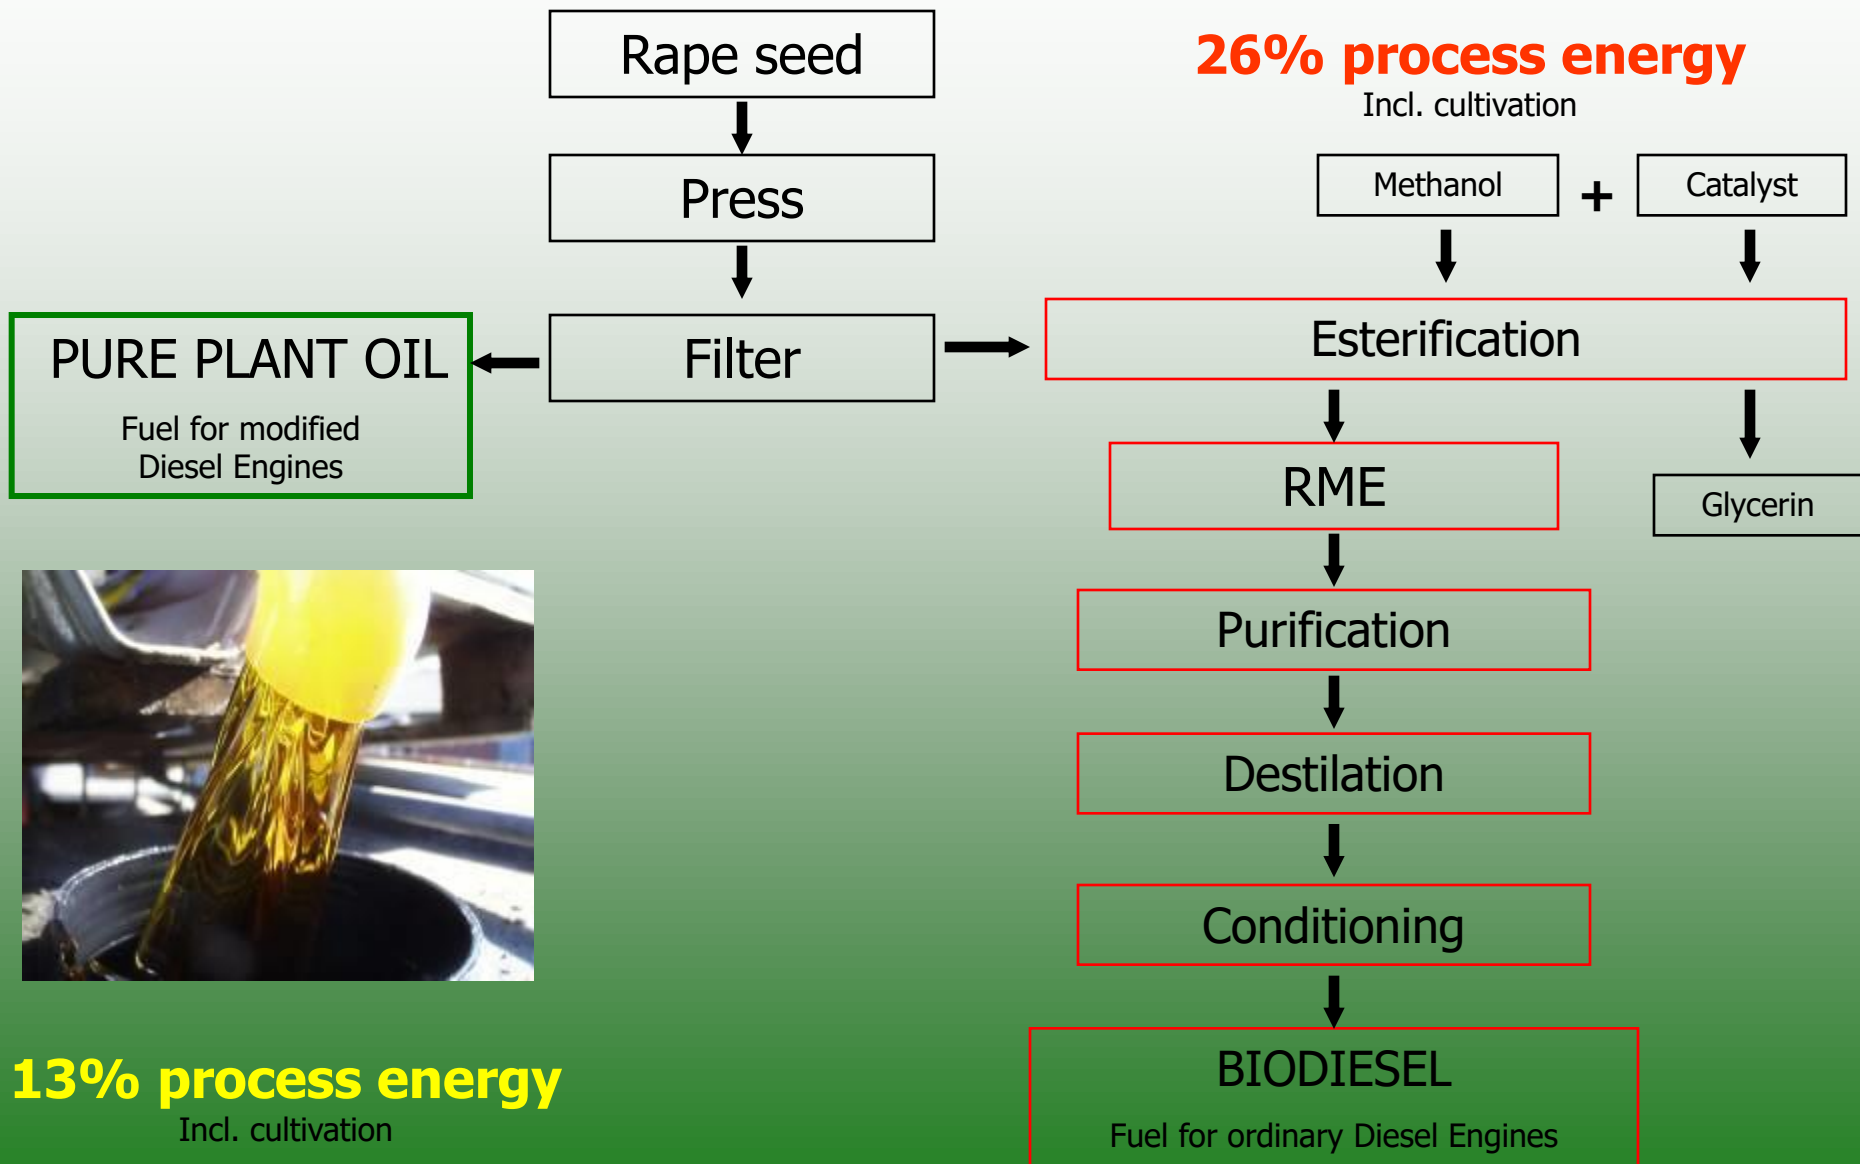 Rape seed
26% process energy
Incl. cultivation
Press
Methanol
+
Catalyst
PURE PLANT OIL
Fuel for modified
Diesel Engines
Filter
Esterification
RME
Glycerin
Purification
Destilation
Conditioning
13% process energy
Incl. cultivation
BIODIESEL
Fuel for ordinary Diesel Engines